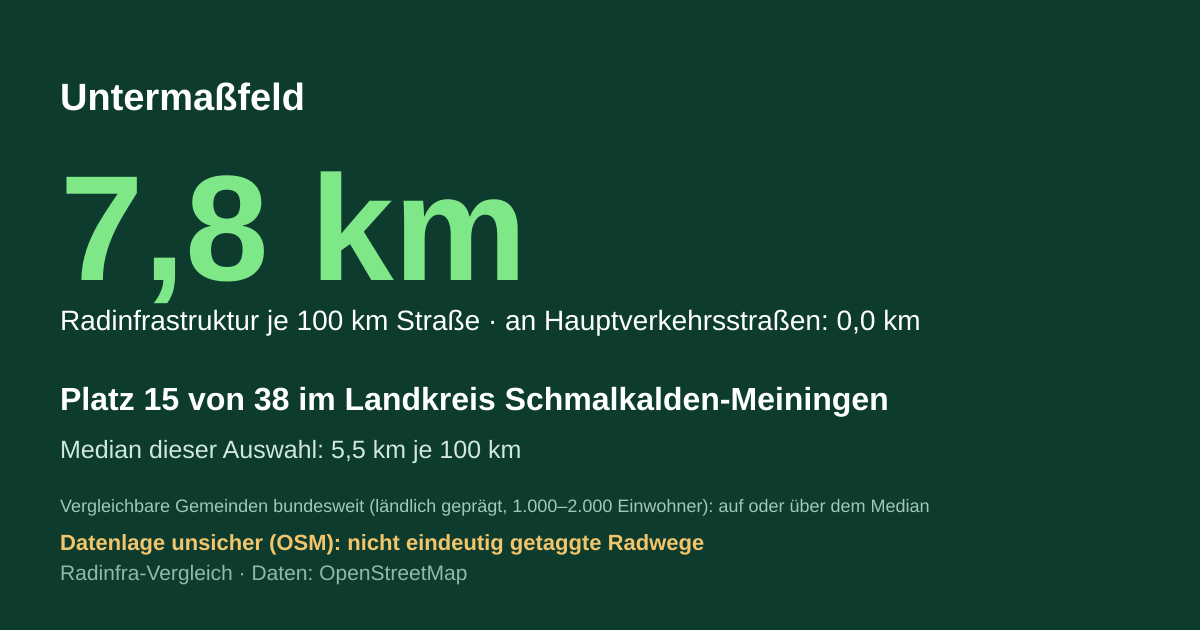 Untermaßfeld
7,8 km
Radinfrastruktur je 100 km Straße · an Hauptverkehrsstraßen: 0,0 km
Platz 15 von 38 im Landkreis Schmalkalden-Meiningen
Median dieser Auswahl: 5,5 km je 100 km
Vergleichbare Gemeinden bundesweit (ländlich geprägt, 1.000–2.000 Einwohner): auf oder über dem Median
Datenlage unsicher (OSM): nicht eindeutig getaggte Radwege
Radinfra-Vergleich · Daten: OpenStreetMap